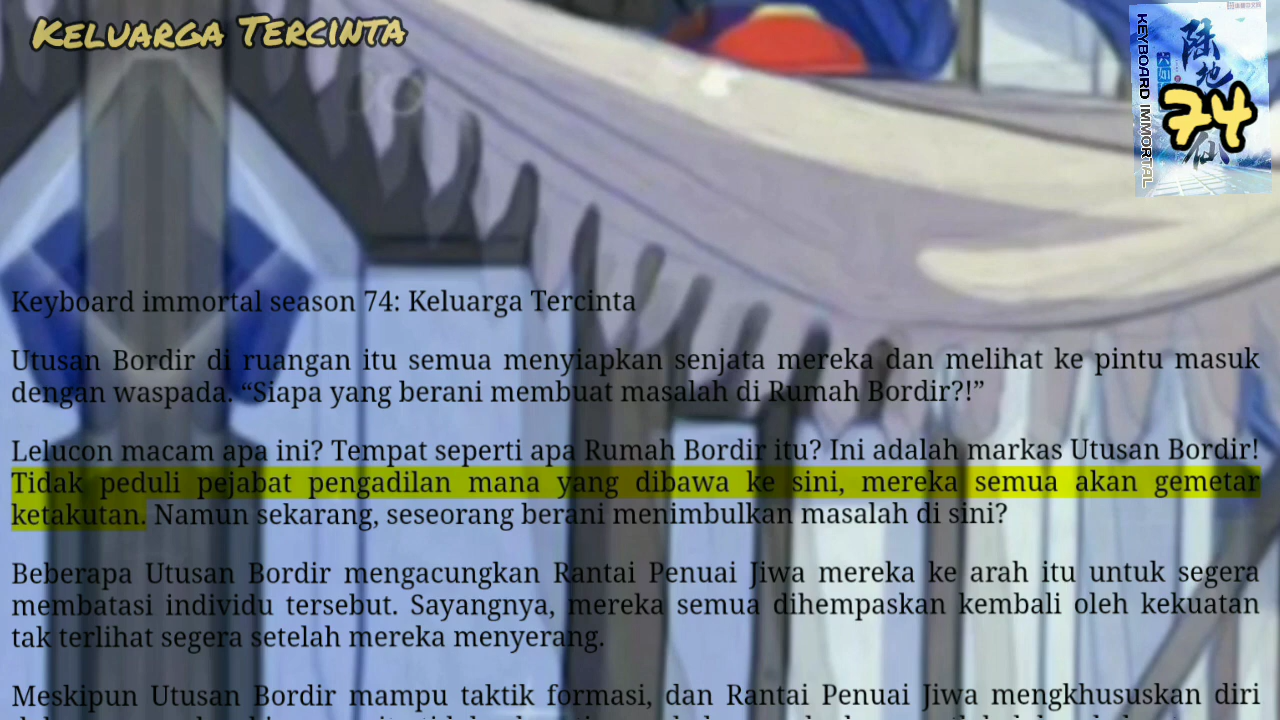 Keluarga Tercinta
KEYBOARD IMMORTAL
陆地
仙
74
Keyboard immortal season 74: Keluarga Tercinta
Utusan Bordir di ruangan itu semua menyiapkan senjata mereka dan melihat ke pintu masuk
dengan waspada. “Siapa yang berani membuat masalah di Rumah Bordir?!”
Lelucon macam apa ini? Tempat seperti apa Rumah Bordir itu? Ini adalah markas Utusan Bordir!
Tidak peduli pejabat pengadilan mana yang dibawa ke sini, mereka semua akan gemetar
ketakutan. Namun sekarang, seseorang berani menimbulkan masalah di sini?
Beberapa Utusan Bordir mengacungkan Rantai Penuai Jiwa mereka ke arah itu untuk segera
membatasi individu tersebut. Sayangnya, mereka semua dihempaskan kembali oleh kekuatan
tak terlihat segera setelah mereka menyerang.
Meskipun Utusan Bordir mampu taktik formasi, dan Rantai Penuai Jiwa mengkhususkan diri